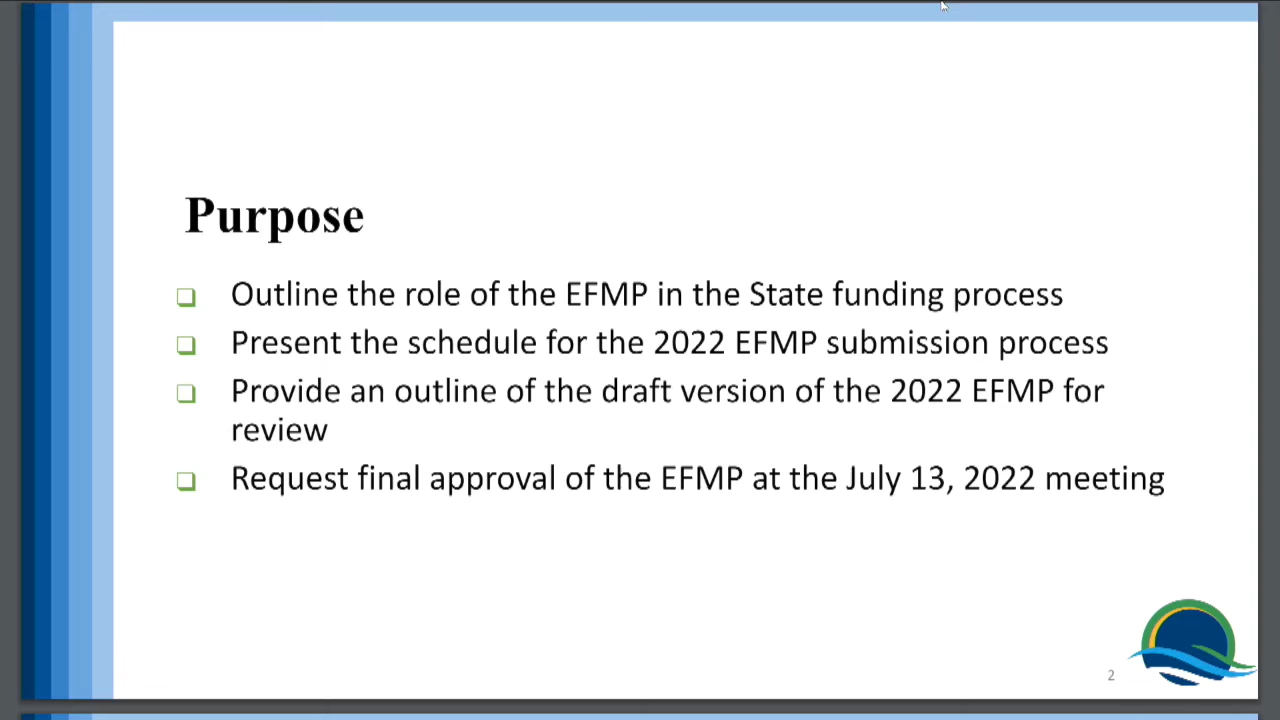 Purpose
Outline the role of the EFMP in the State funding process
Present the schedule for the 2022 EFMP submission process
Provide an outline of the draft version of the 2022 EFMP for
review
Request final approval of the EFMP at the July 13, 2022 meeting
2